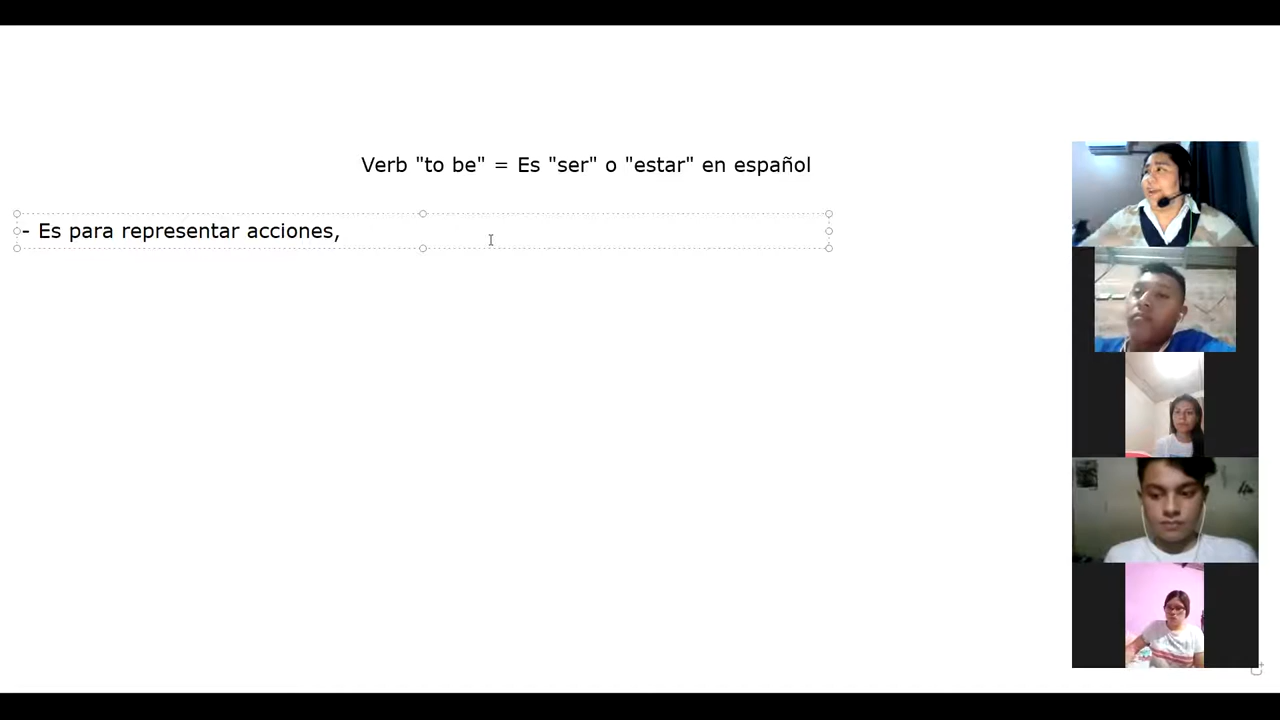 Verb "to be" = Es "ser" o "estar" en español
- Es para representar acciones,